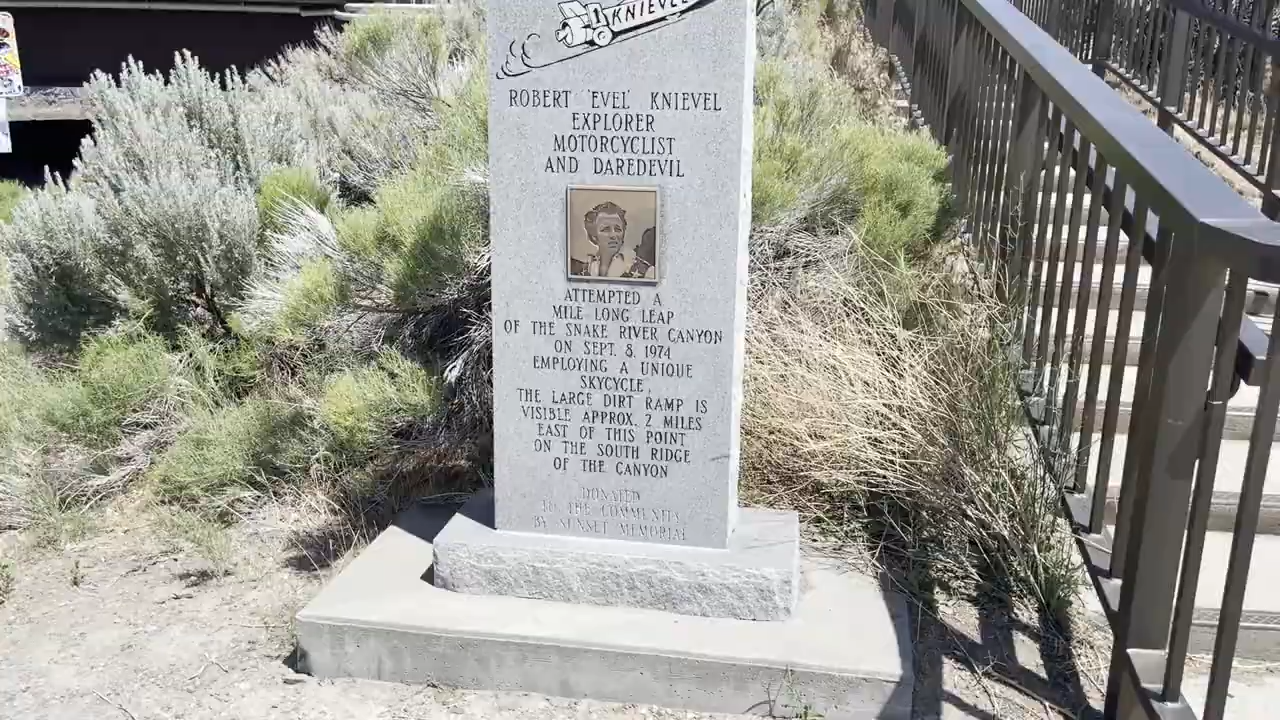 KNIEVEL
ROBERT 'EVEL' KNIEVEL
EXPLORER
MOTORCYCLIST
AND DAREDEVIL
ATTEMPTED A
MILE LONG LEAP
OF THE SNAKE RIVER CANYON
ON SEPT. 8, 1974
EMPLOYING A UNIQUE
SKYCYCLE.
THE LARGE DIRT RAMP IS
VISIBLE APPROX. 2 MILES
EAST OF THIS POINT
ON THE SOUTH RIDGE
OF THE CANYON
DONATED
TO THE COMMUNITY
BY SUNSET MEMORIAL